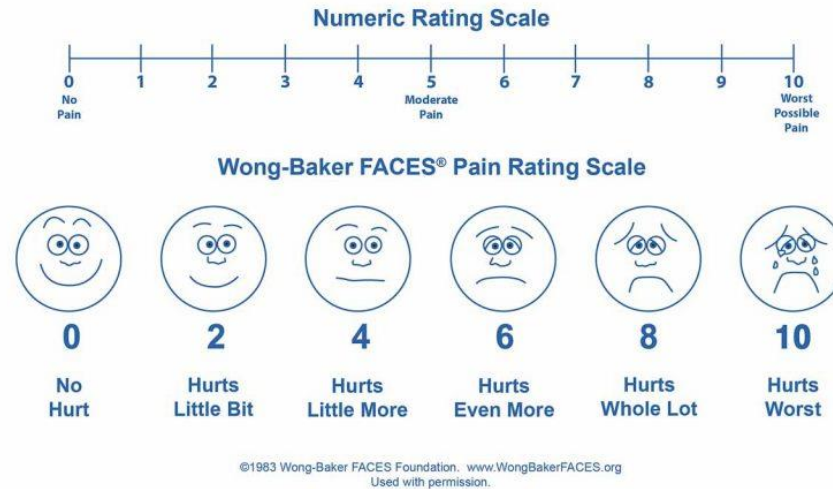 Numeric Rating Scale
0 1 2 3 4 5 6 7 8 9 10
No Moderate Worst
Pain Pain Possible
Pain
Wong-Baker FACES® Pain Rating Scale
0 2 4 6 8 10
No Hurts Hurts Hurts Hurts Hurts
Hurt Little Bit Little More Even More Whole Lot Worst
©1983 Wong-Baker FACES Foundation. www.WongBakerFACES.org
Used with permission.